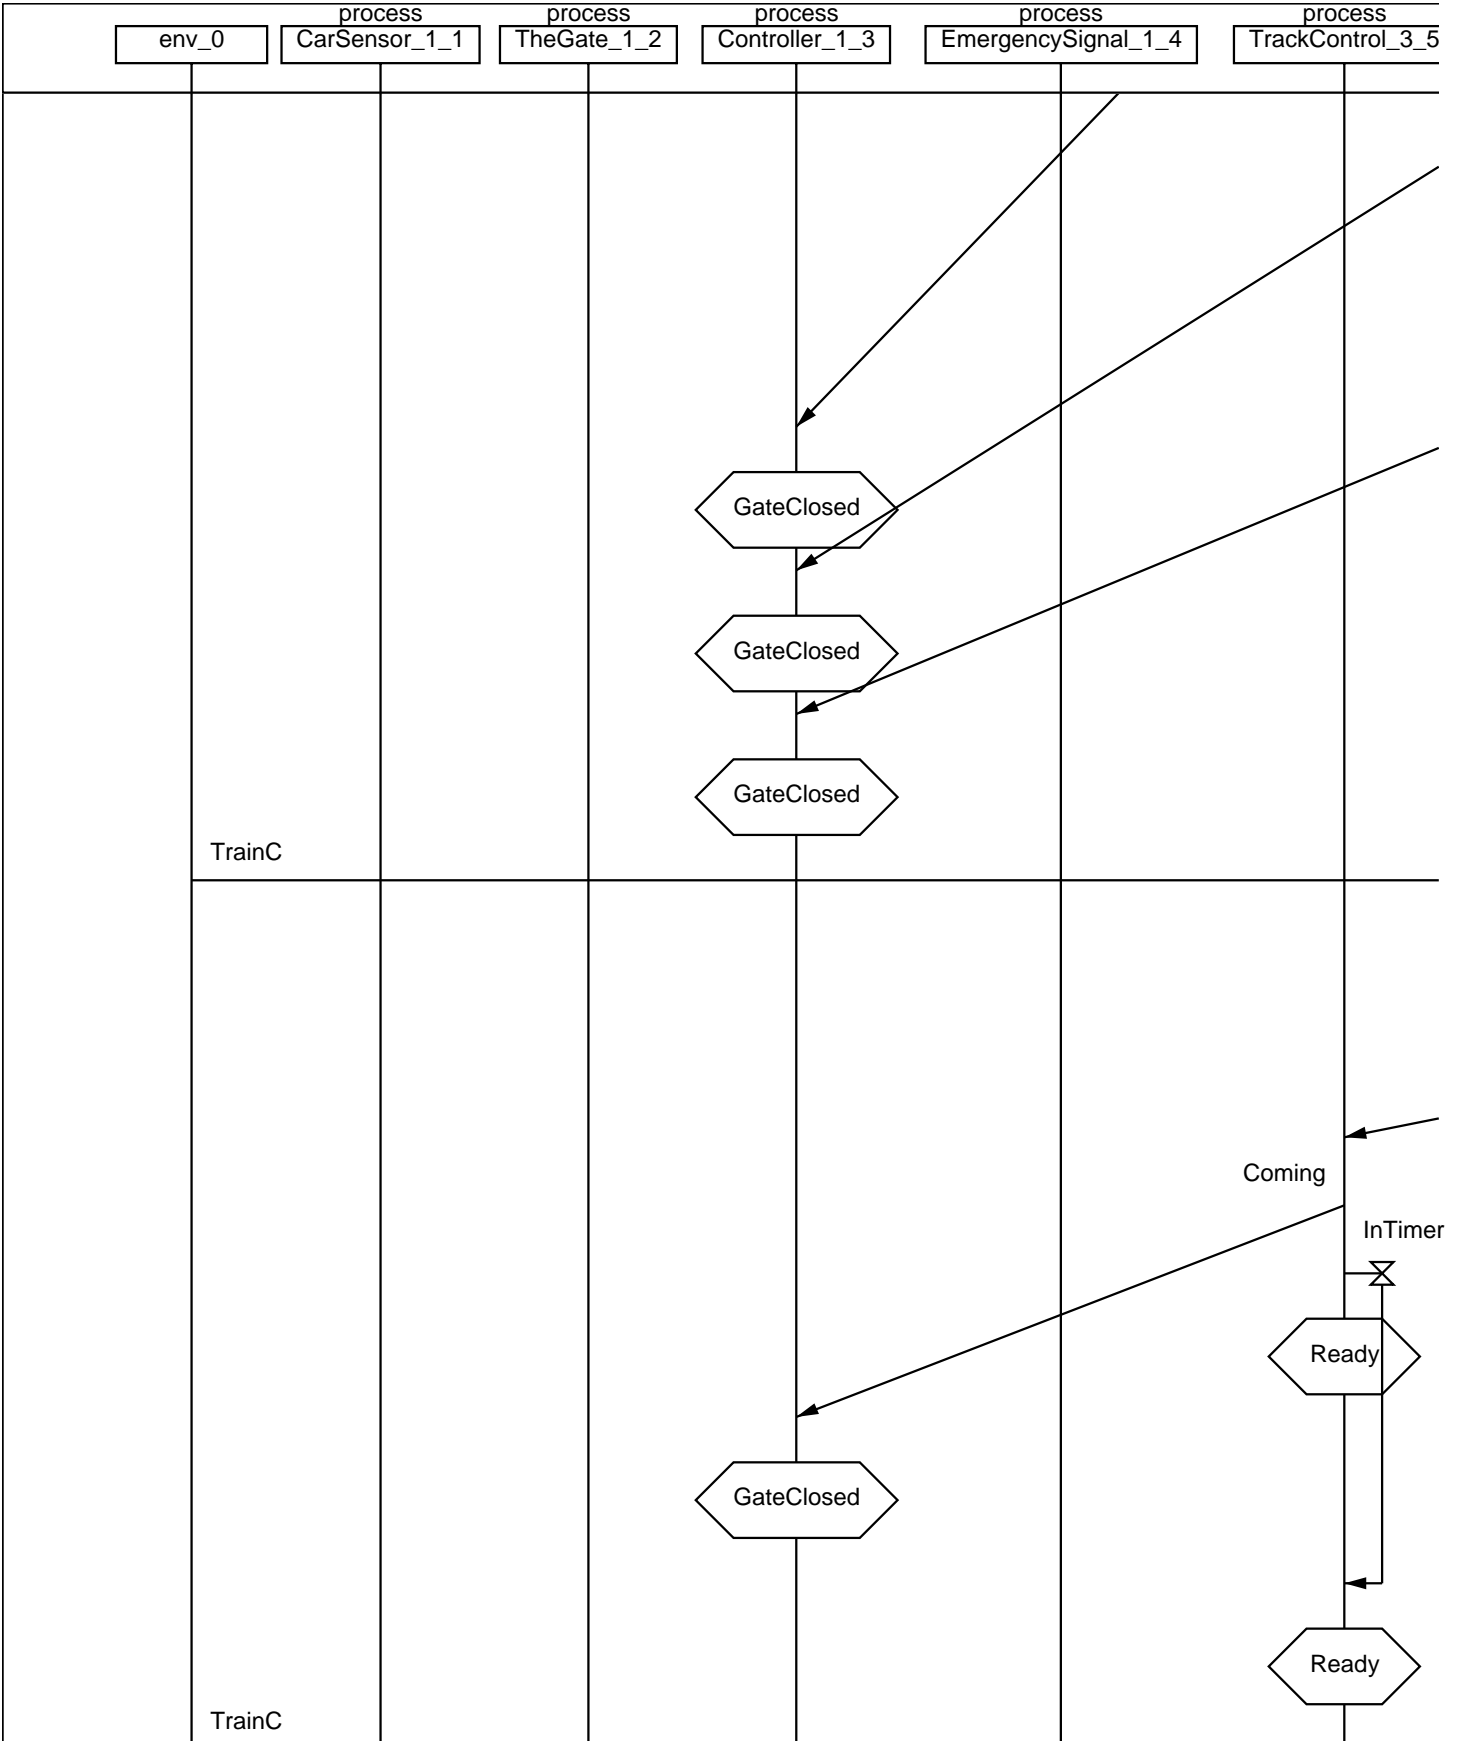 process process process process process
env_0 CarSensor_1_1 TheGate_1_2 Controller_1_3 EmergencySignal_1_4 TrackControl_3_5
GateClosed
GateClosed
GateClosed
TrainC
Coming
InTimer
Ready
GateClosed
Ready
TrainC